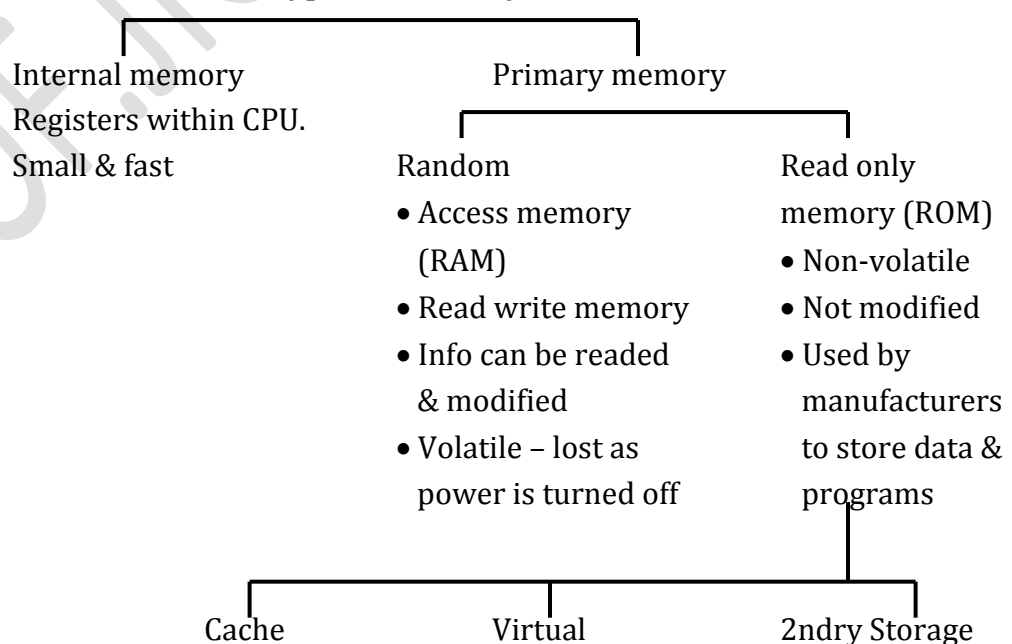 Internal memory
Registers within CPU.
Small & fast
Primary memory
Random
• Access memory
(RAM)
• Read write memory
• Info can be readed
& modified
• Volatile – lost as
power is turned off
Read only
memory (ROM)
• Non-volatile
• Not modified
• Used by
manufacturers
to store data &
programs
Cache
Virtual
2ndry Storage